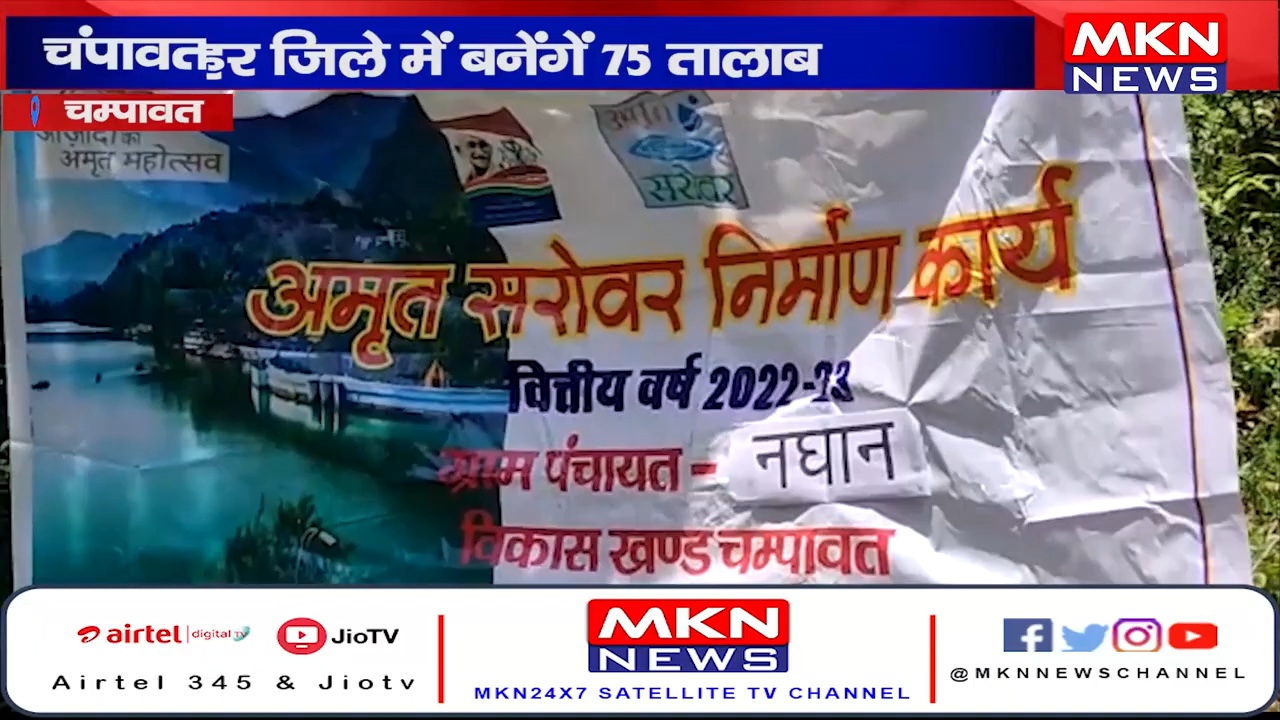 चंपावत हर जिले में बनेंगें 75 तालाब
MKN
NEWS
चम्पावत
आज़ादी का
अमृत महोत्सव
अमृत
सरोवर
अमृत सरोवर निर्माण कार्य
वित्तीय वर्ष 2022-23
ग्राम पंचायत - नघान
विकास खण्ड चम्पावत
airtel digital TV
JioTV
Airtel 345 & Jiotv
MKN
NEWS
MKN24X7 SATELLITE TV CHANNEL
@MKNNEWSCHANNEL